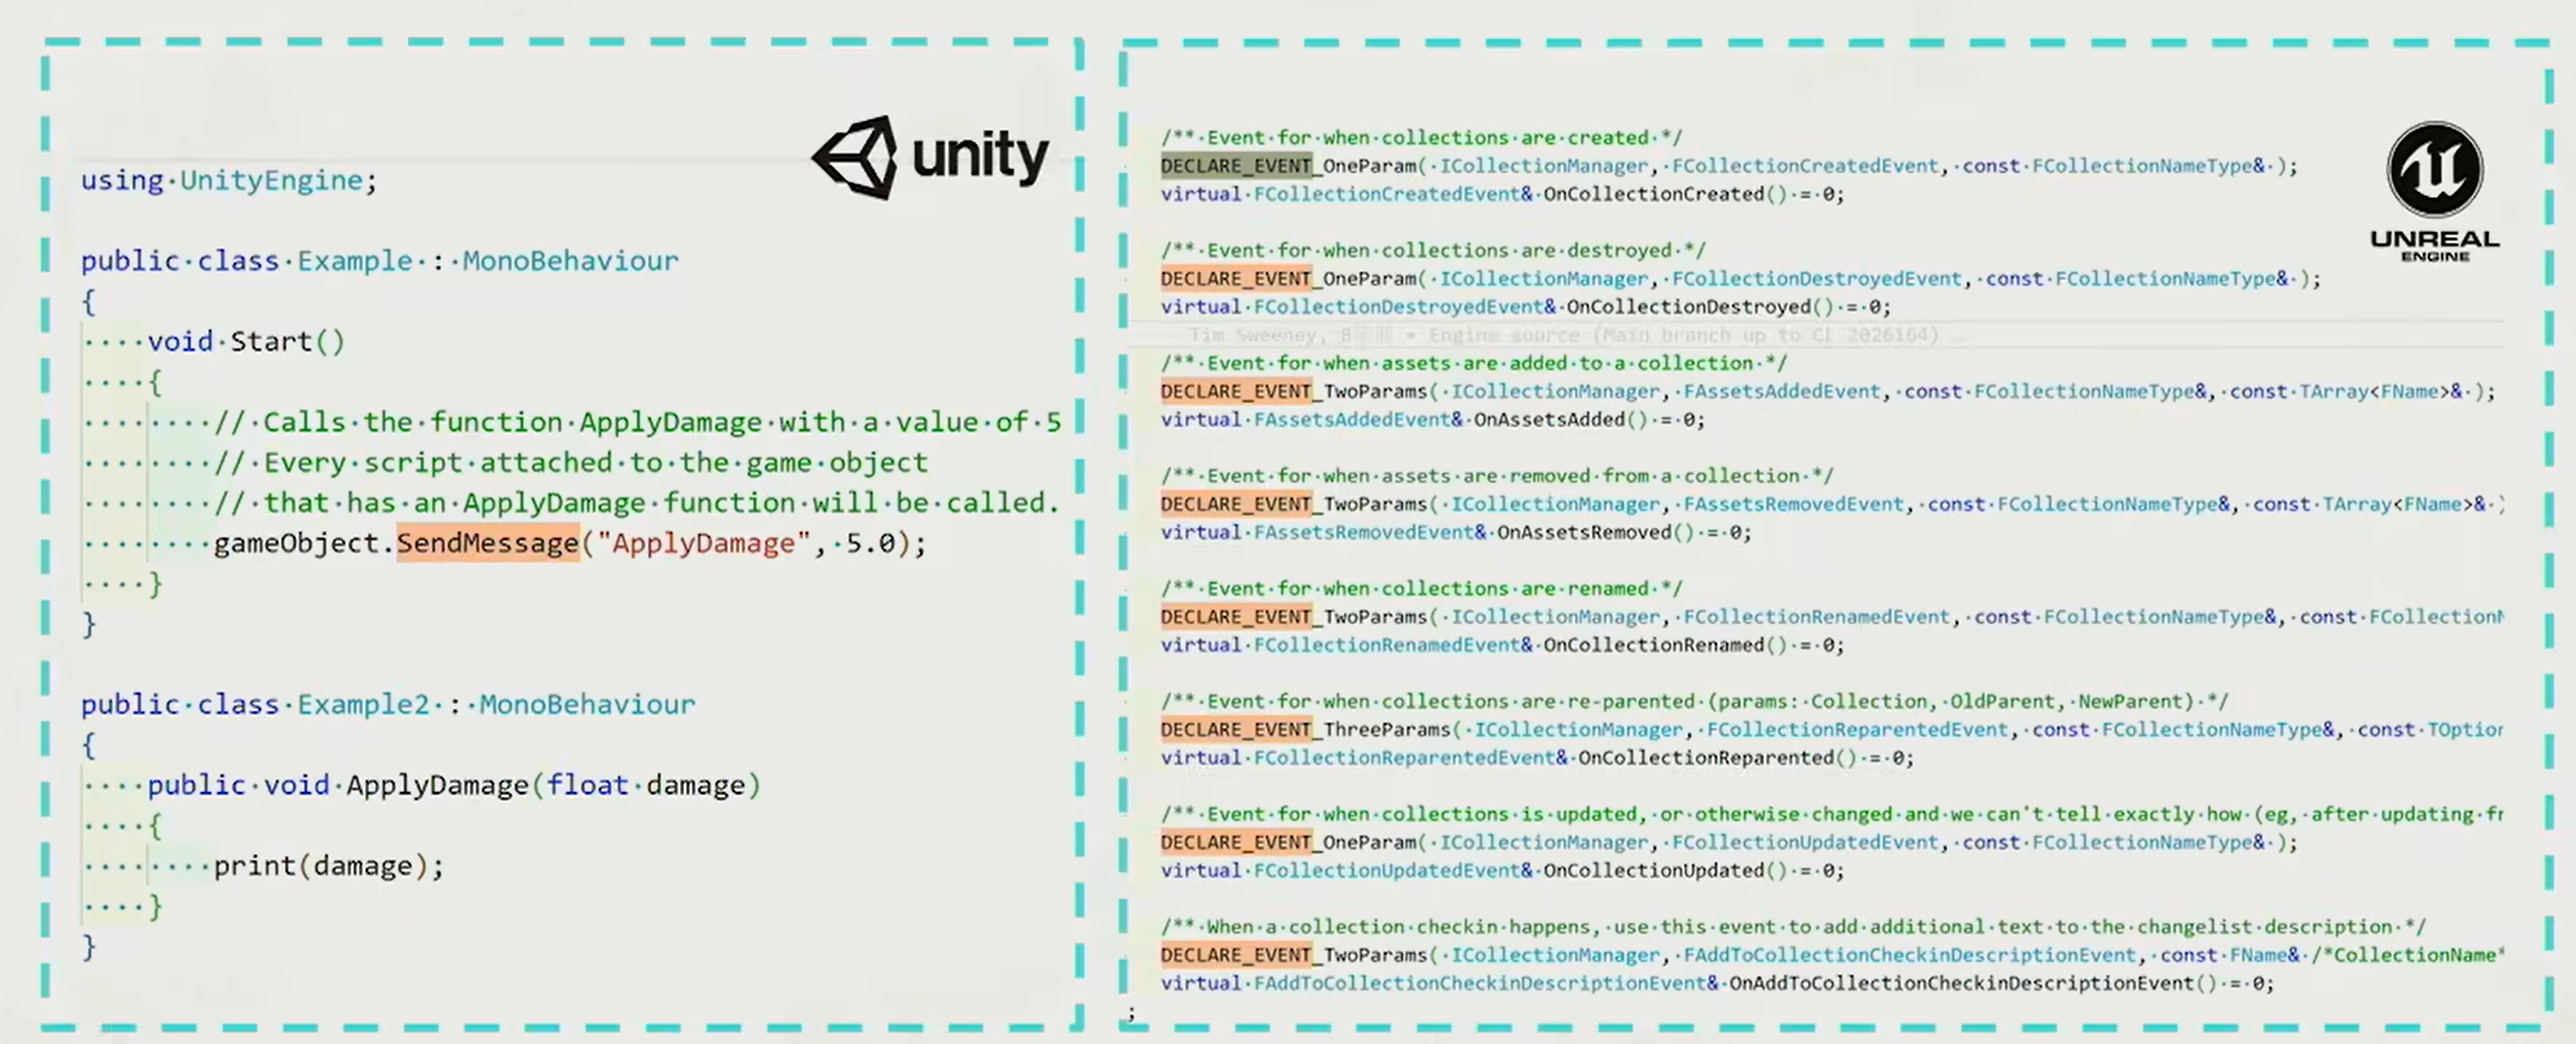 unity
using UnityEngine;
public class Example : MonoBehaviour
{
void Start()
{
// Calls the function ApplyDamage with a value of 5
// Every script attached to the game object
// that has an ApplyDamage function will be called.
gameObject.SendMessage("ApplyDamage", 5.0);
}
}
public class Example2 : MonoBehaviour
{
public void ApplyDamage(float damage)
{
print(damage);
}
}
UNREAL
ENGINE
/** Event for when collections are created */
DECLARE_EVENT_OneParam( ICollectionManager, FCollectionCreatedEvent, const FCollectionNameType& );
virtual FCollectionCreatedEvent& OnCollectionCreated() = 0;
/** Event for when collections are destroyed */
DECLARE_EVENT_OneParam( ICollectionManager, FCollectionDestroyedEvent, const FCollectionNameType& );
virtual FCollectionDestroyedEvent& OnCollectionDestroyed() = 0;
Tim Sweeney, • Engine source (Main branch up to CL 2026164)
/** Event for when assets are added to a collection */
DECLARE_EVENT_TwoParams( ICollectionManager, FAssetsAddedEvent, const FCollectionNameType&, const TArray<FName>& );
virtual FAssetsAddedEvent& OnAssetsAdded() = 0;
/** Event for when assets are removed from a collection */
DECLARE_EVENT_TwoParams( ICollectionManager, FAssetsRemovedEvent, const FCollectionNameType&, const TArray<FName>& )
virtual FAssetsRemovedEvent& OnAssetsRemoved() = 0;
/** Event for when collections are renamed */
DECLARE_EVENT_TwoParams( ICollectionManager, FCollectionRenamedEvent, const FCollectionNameType&, const FCollectionN
virtual FCollectionRenamedEvent& OnCollectionRenamed() = 0;
/** Event for when collections are re-parented (params: Collection, OldParent, NewParent) */
DECLARE_EVENT_ThreeParams( ICollectionManager, FCollectionReparentedEvent, const FCollectionNameType&, const TOption
virtual FCollectionReparentedEvent& OnCollectionReparented() = 0;
/** Event for when collections is updated, or otherwise changed and we can't tell exactly how (eg, after updating fr
DECLARE_EVENT_OneParam( ICollectionManager, FCollectionUpdatedEvent, const FCollectionNameType& );
virtual FCollectionUpdatedEvent& OnCollectionUpdated() = 0;
/** When a collection checkin happens, use this event to add additional text to the changelist description */
DECLARE_EVENT_TwoParams( ICollectionManager, FAddToCollectionCheckinDescriptionEvent, const FName& /*CollectionName*
virtual FAddToCollectionCheckinDescriptionEvent& OnAddToCollectionCheckinDescriptionEvent() = 0;
;